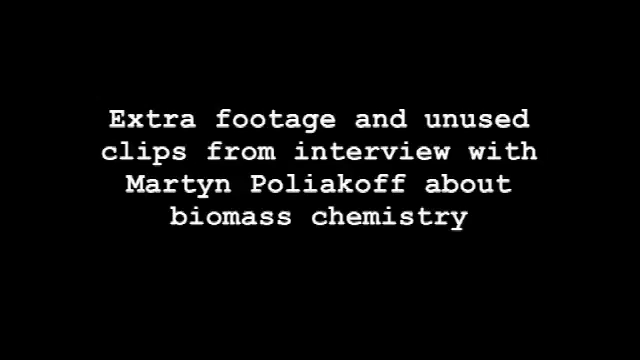 Extra footage and unused
clips from interview with
Martyn Poliakoff about
biomass chemistry